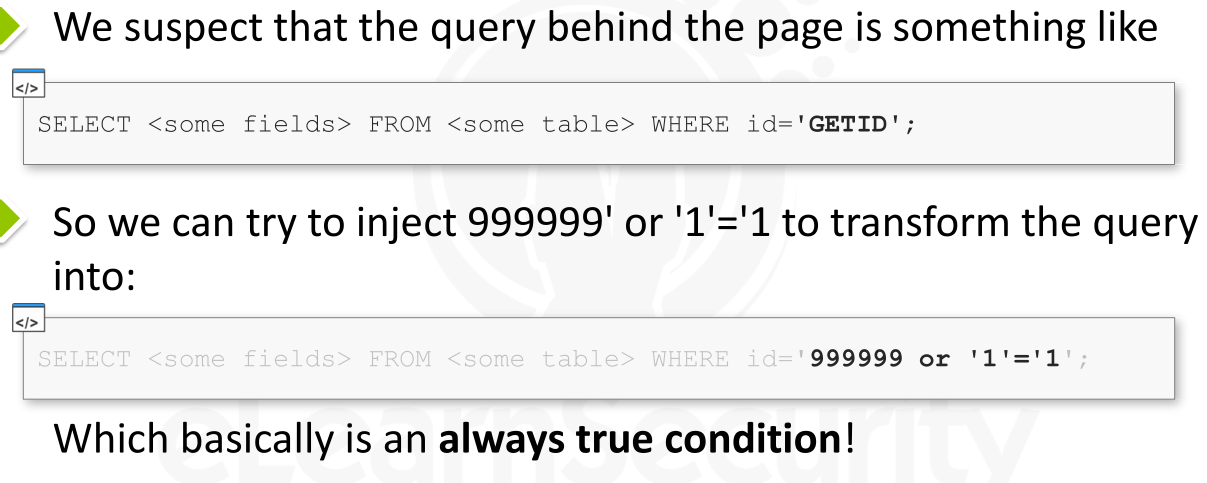 We suspect that the query behind the page is something like
</>
SELECT <some fields> FROM <some table> WHERE id='GETID';
So we can try to inject 999999' or '1'='1 to transform the query
into:
</>
SELECT <some fields> FROM <some table> WHERE id='999999 or '1'='1';
Which basically is an always true condition!
eLearnSecurity